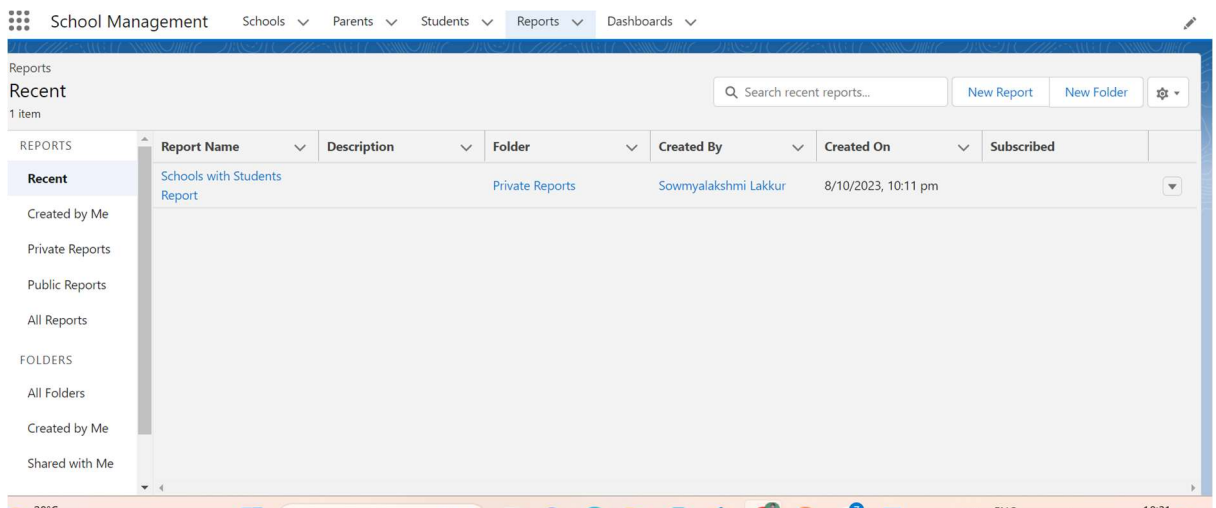 School Management Schools Parents Students Reports Dashboards
Reports
Recent
1 item
Search recent reports...
New Report New Folder
REPORTS
Recent
Created by Me
Private Reports
Public Reports
All Reports
FOLDERS
All Folders
Created by Me
Shared with Me
Report Name Description Folder Created By Created On Subscribed
Schools with Students Private Reports Sowmyalakshmi Lakkur 8/10/2023, 10:11 pm
Report